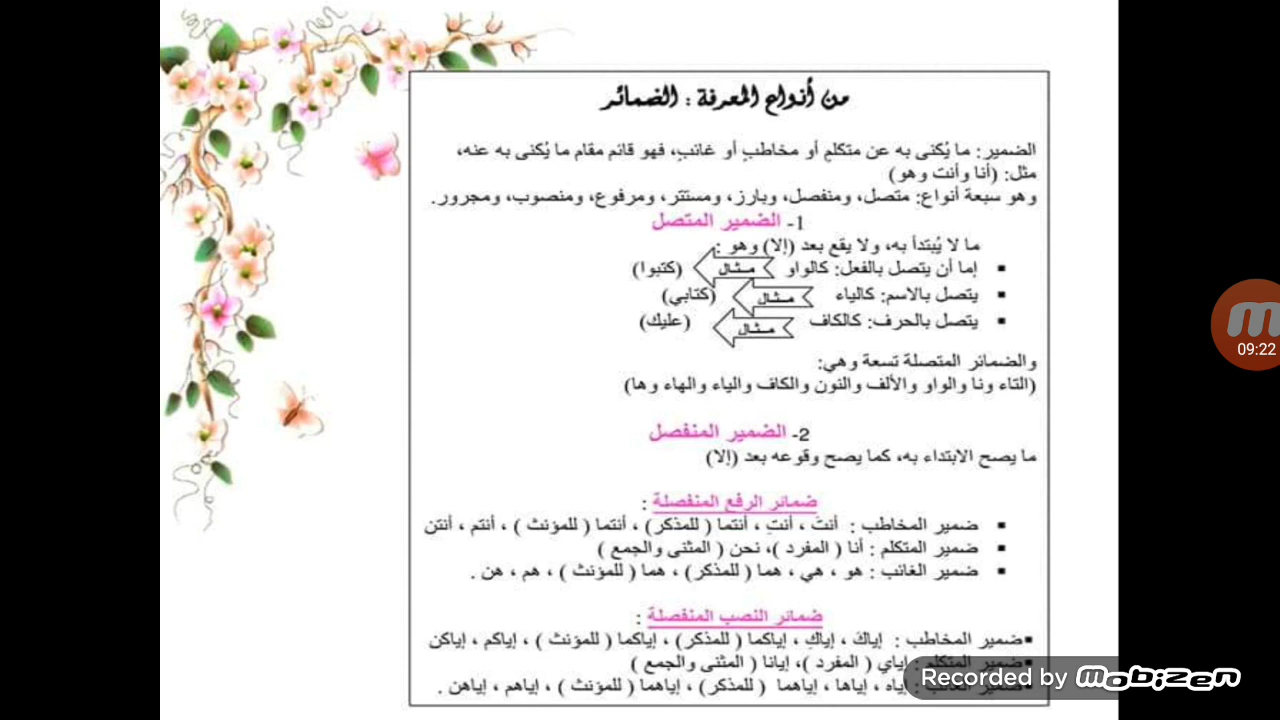 من أنواع المعرفة : الضمائر
الضمير: ما يُكنى به عن متكلمٍ أو مخاطبٍ أو غائبٍ، فهو قائم مقام ما يُكنى به عنه،
مثل: (أنا وأنت وهو)
وهو سبعة أنواع: متصل، ومنفصل، وبارز، ومستتر، ومرفوع، ومنصوب، ومجرور.
1- الضمير المتصل
ما لا يُبتدأ به، ولا يقع بعد (إلا) وهو :
▪ إما أن يتصل بالفعل: كالواو مثال (كتبوا)
▪ يتصل بالاسم: كالياء مثال (كتابي)
▪ يتصل بالحرف: كالكاف مثال (عليك)
والضمائر المتصلة تسعة وهي:
(التاء ونا والواو والألف والنون والكاف والياء والهاء وها)
2- الضمير المنفصل
ما يصح الابتداء به، كما يصح وقوعه بعد (إلا)
ضمائر الرفع المنفصلة :
▪ ضمير المخاطب : أنتَ ، أنتِ ، أنتما ( للمذكر) ، أنتما ( للمؤنث ) ، أنتم ، أنتن
▪ ضمير المتكلم : أنا ( المفرد )، نحن ( المثنى والجمع )
▪ ضمير الغائب : هو ، هي ، هما ( للمذكر) ، هما ( للمؤنث ) ، هم ، هن .
ضمائر النصب المنفصلة :
▪ضمير المخاطب : إياكَ ، إياكِ ، إياكما ( للمذكر) ، إياكما ( للمؤنث ) ، إياكم ، إياكن
▪ضمير المتكلم : إياي ( المفرد )، إيانا ( المثنى والجمع )
▪ضمير الغائب : إياه ، إياها ، إياهما ( للمذكر) ، إياهما ( للمؤنث ) ، إياهم ، إياهن .
09:22
Recorded by Mobizen